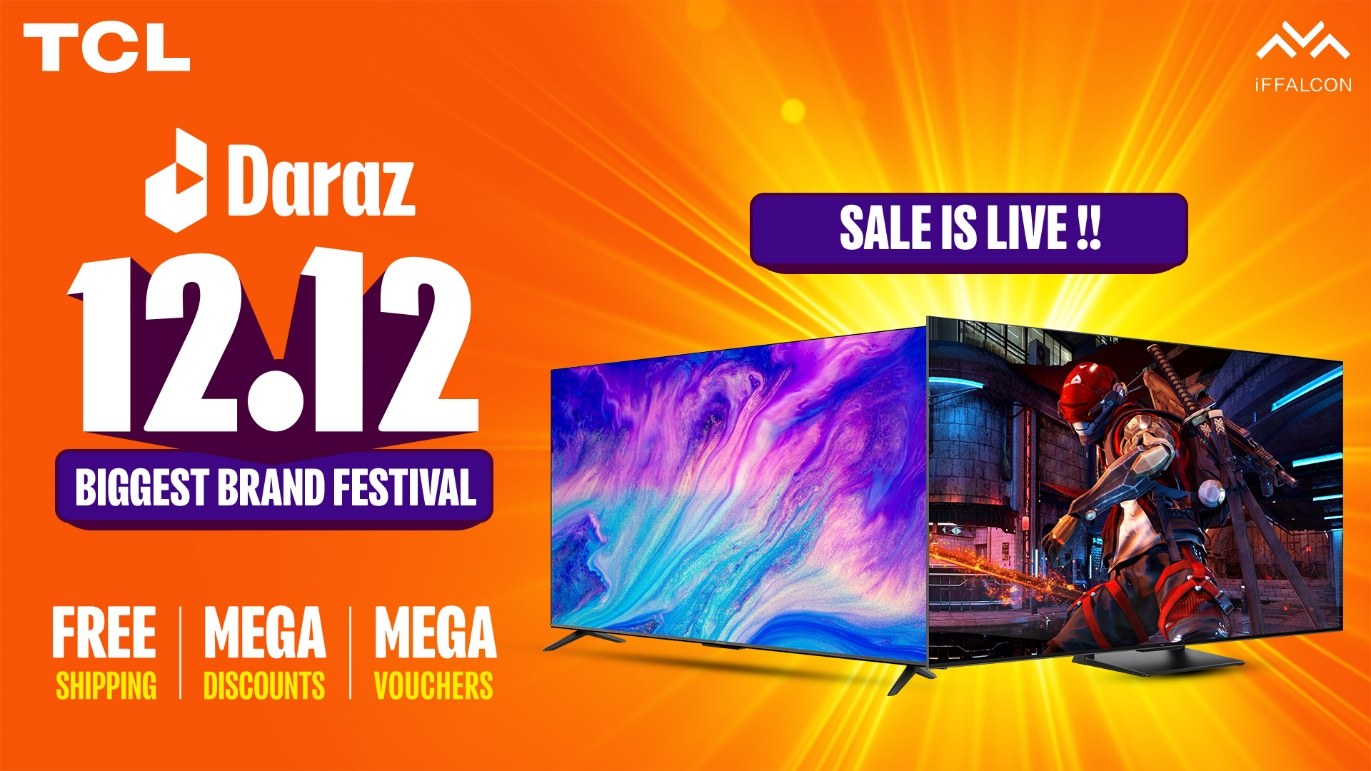 TCL
iFFALCON
Daraz
12.12
BIGGEST BRAND FESTIVAL
SALE IS LIVE !!
FREE
SHIPPING
MEGA
DISCOUNTS
MEGA
VOUCHERS